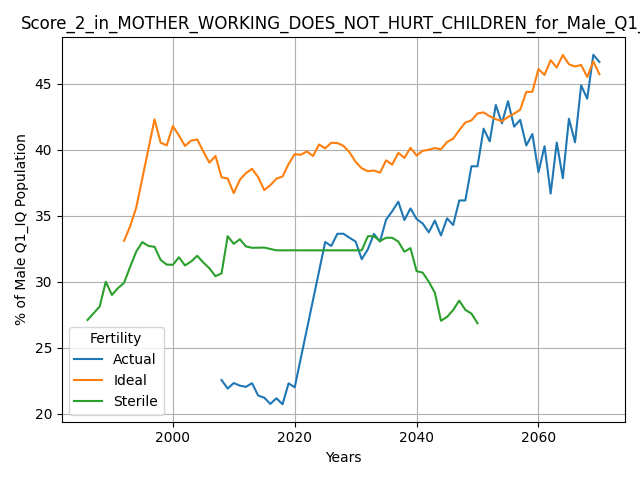 Score_2_in_MOTHER_WORKING_DOES_NOT_HURT_CHILDREN_for_Male_Q1_
% of Male Q1_IQ Population
45
40
35
30
25
20
Fertility
Actual
Ideal
Sterile
2000
2020
2040
2060
Years